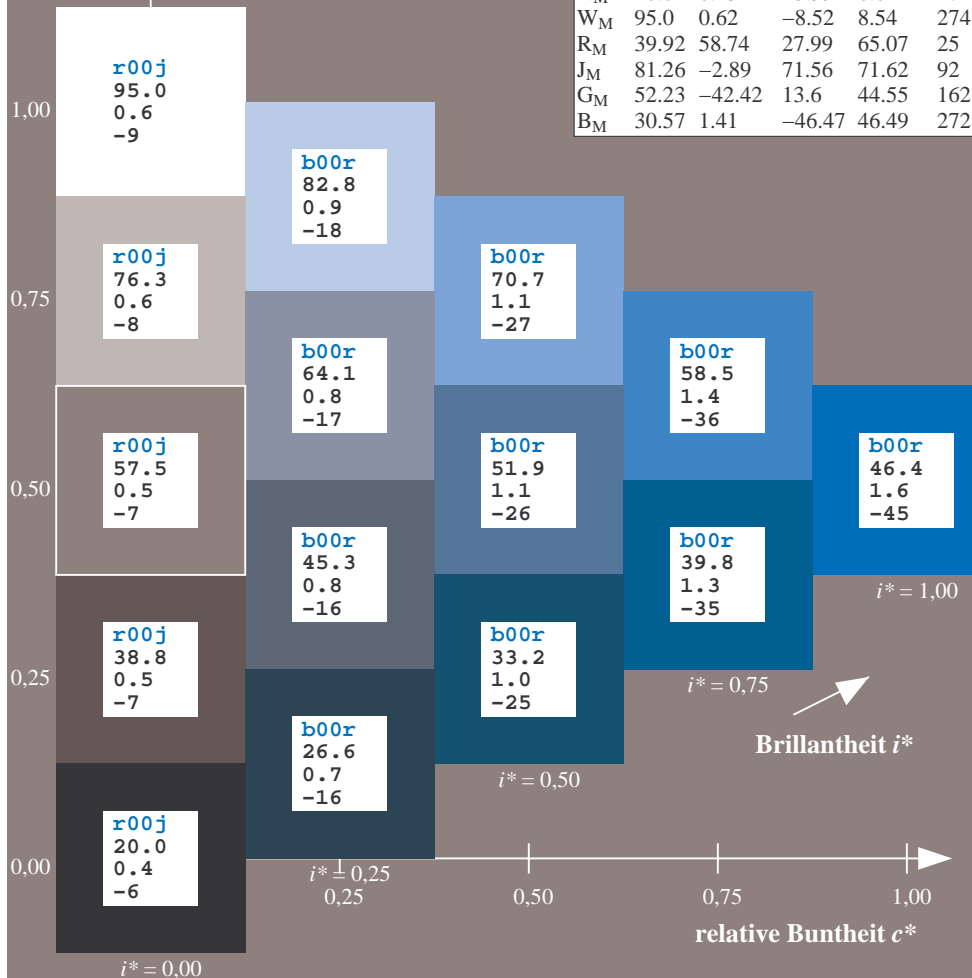 W_M 95.0 0.62 −8.52 8.54 274
R_M 39.92 58.74 27.99 65.07 25
J_M 81.26 −2.89 71.56 71.62 92
G_M 52.23 −42.42 13.6 44.55 162
B_M 30.57 1.41 −46.47 46.49 272
r00j
95.0
0.6
−9
1,00
b00r
82.8
0.9
−18
r00j
76.3
0.6
−8
b00r
70.7
1.1
−27
0,75
b00r
64.1
0.8
−17
b00r
58.5
1.4
−36
r00j
57.5
0.5
−7
b00r
51.9
1.1
−26
b00r
46.4
1.6
−45
0,50
b00r
45.3
0.8
−16
b00r
39.8
1.3
−35
i* = 1,00
r00j
38.8
0.5
−7
b00r
33.2
1.0
−25
0,25
i* = 0,75
b00r
26.6
0.7
−16
Brillantheit i*
i* = 0,50
r00j
20.0
0.4
−6
0,00
i* = 0,25
0,25 0,50 0,75 1,00
relative Buntheit c*
i* = 0,00